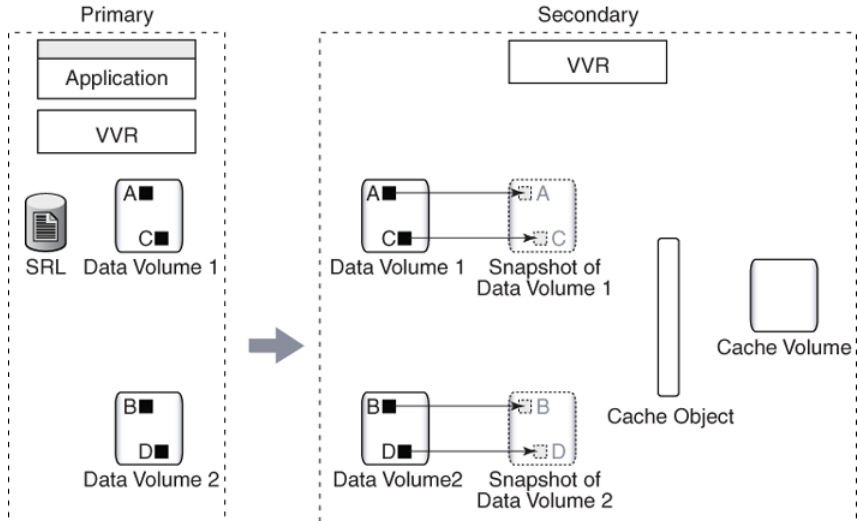 Primary
Secondary
Application
VVR
VVR
A
C
SRL
Data Volume 1
A
C
Data Volume 1
A
C
Snapshot of
Data Volume 1
Cache Object
Cache Volume
B
D
Data Volume 2
B
D
Data Volume2
B
D
Snapshot of
Data Volume 2